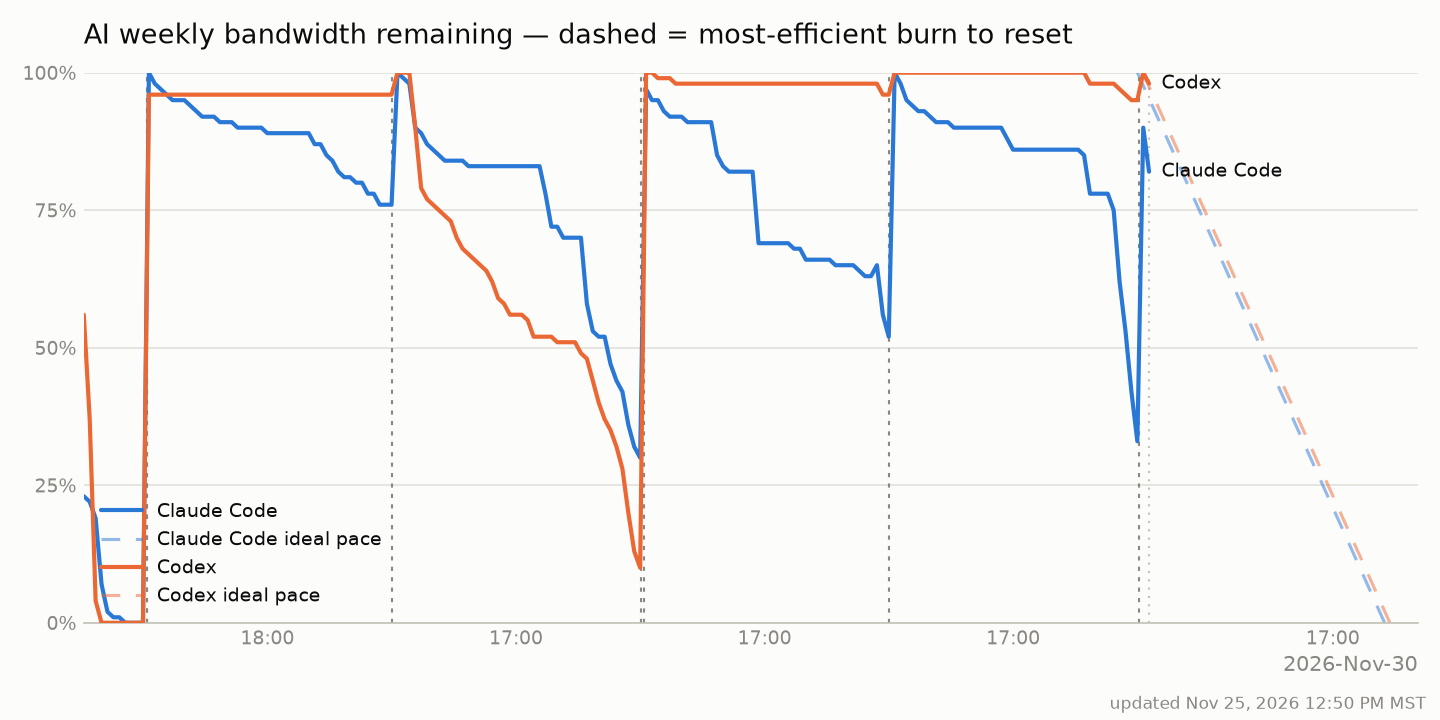 AI weekly bandwidth remaining — dashed = most-efficient burn to reset
100%
75%
50%
25%
0%
Codex
Claude Code
Claude Code
Claude Code ideal pace
Codex
Codex ideal pace
18:00 17:00 17:00 17:00 17:00
2026-Nov-30
updated Nov 25, 2026 12:50 PM MST